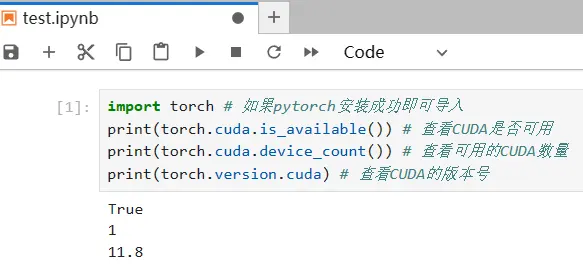 test.ipynb
Code
[1]:
import torch # 如果pytorch安装成功即可导入
print(torch.cuda.is_available()) # 查看CUDA是否可用
print(torch.cuda.device_count()) # 查看可用的CUDA数量
print(torch.version.cuda) # 查看CUDA的版本号
True
1
11.8